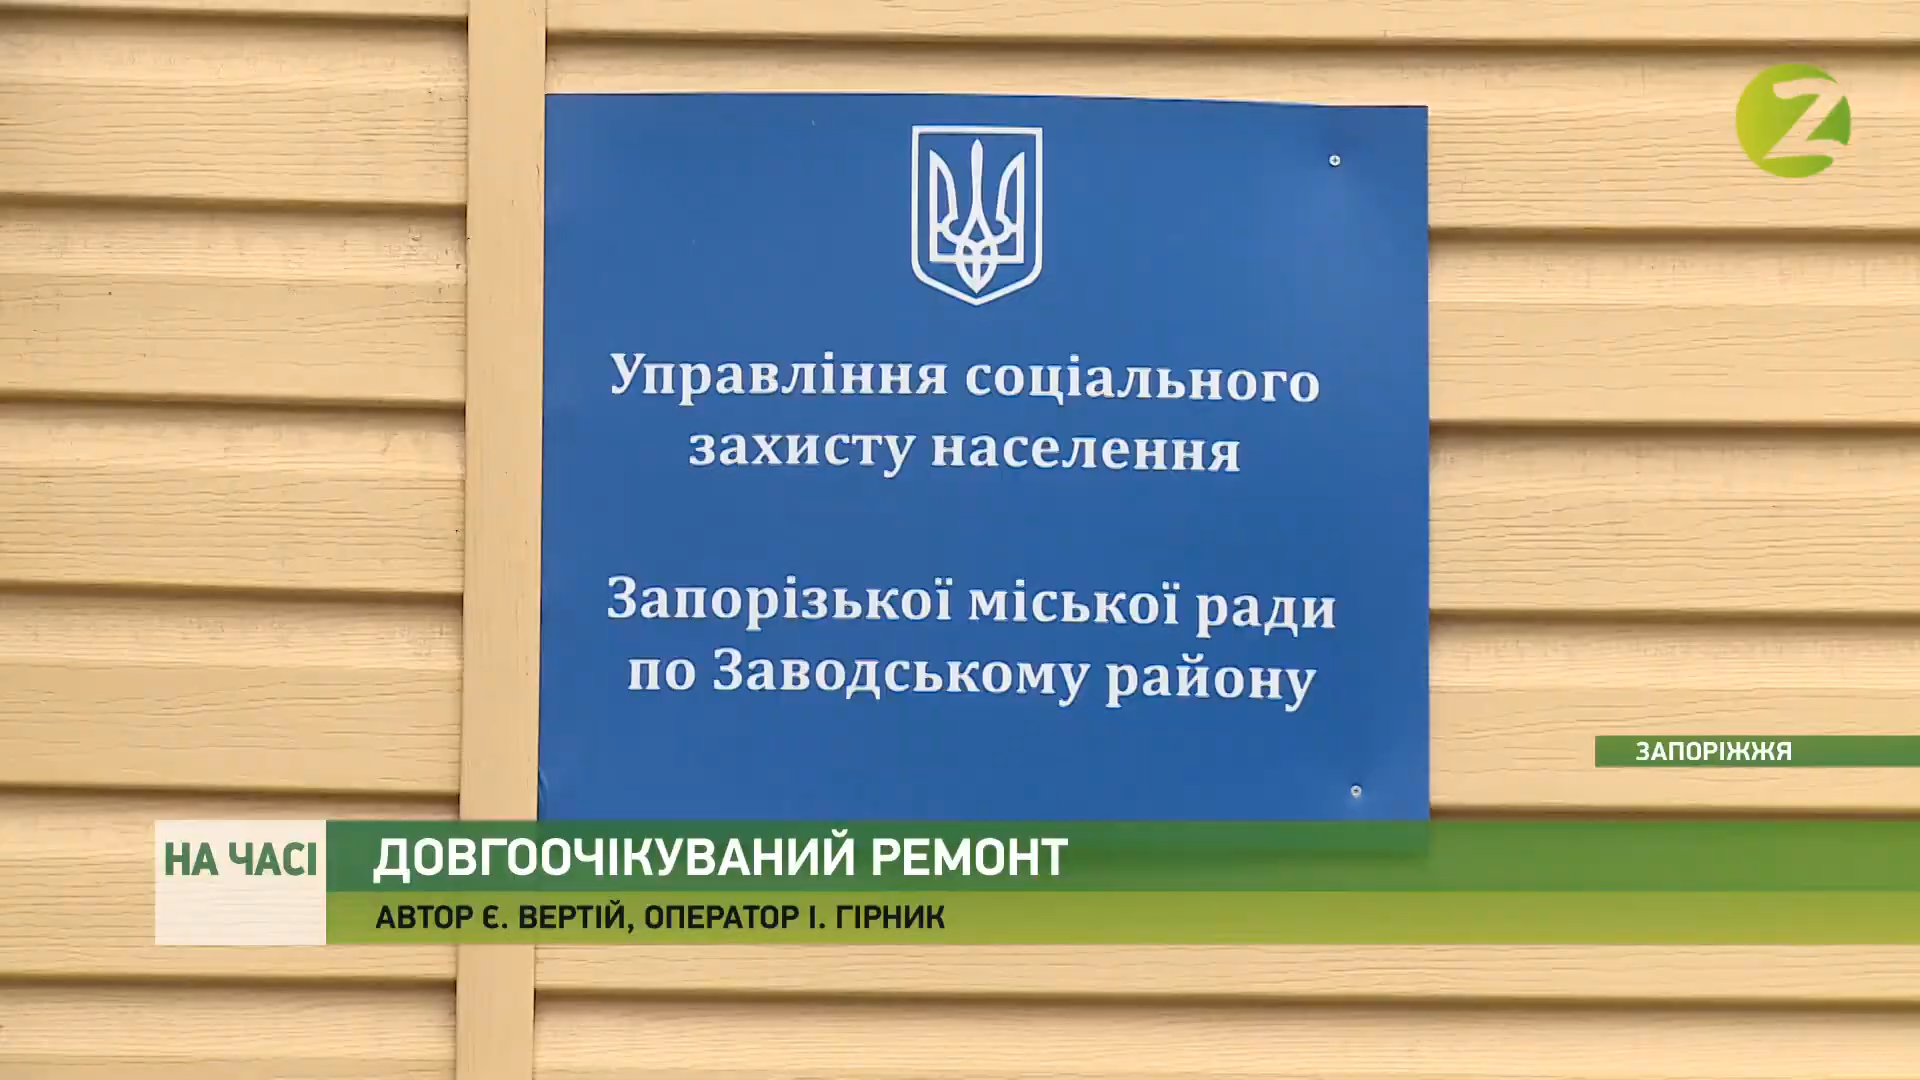 Управління соціального
захисту населення
Запорізької міської ради
по Заводському району
ЗАПОРІЖЖЯ
НА ЧАСІ
ДОВГООЧІКУВАНИЙ РЕМОНТ
АВТОР Є. ВЕРТІЙ, ОПЕРАТОР І. ГІРНИК